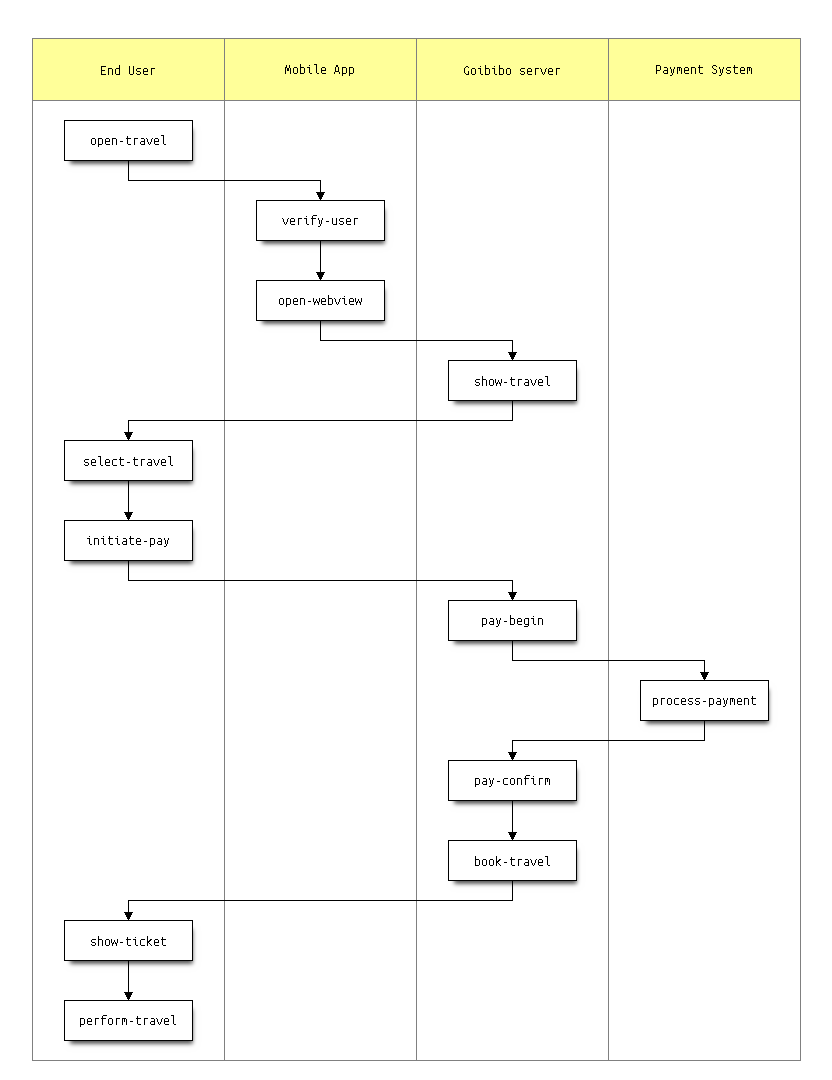 End User
Mobile App
Goibibo server
Payment System
open-travel
verify-user
open-webview
show-travel
select-travel
initiate-pay
pay-begin
process-payment
pay-confirm
book-travel
show-ticket
perform-travel